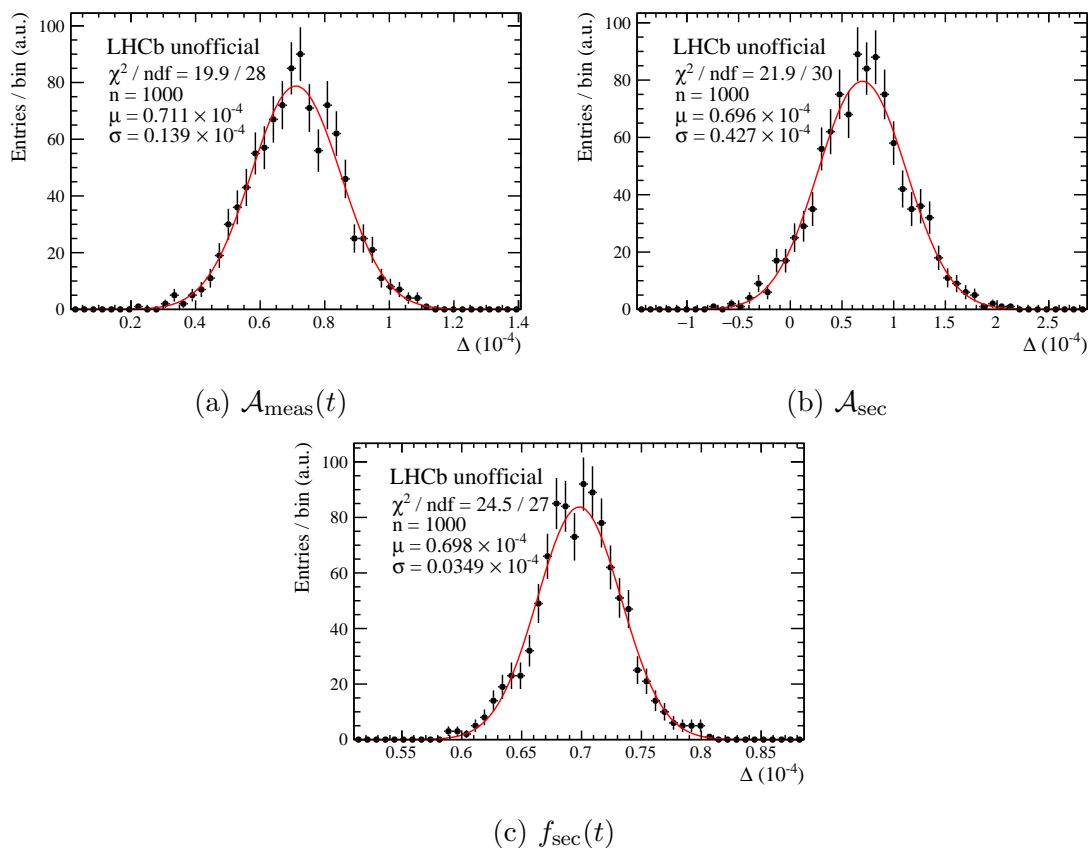 Entries / bin (a.u.)
100
80
60
40
20
0
LHCb unofficial
χ² / ndf = 19.9 / 28
n = 1000
μ = 0.711 × 10⁻⁴
σ = 0.139 × 10⁻⁴
0.2 0.4 0.6 0.8 1 1.2 1.4
Δ (10⁻⁴)
(a) 𝒜meas(t)
Entries / bin (a.u.)
100
80
60
40
20
0
LHCb unofficial
χ² / ndf = 21.9 / 30
n = 1000
μ = 0.696 × 10⁻⁴
σ = 0.427 × 10⁻⁴
−1 −0.5 0 0.5 1 1.5 2 2.5
Δ (10⁻⁴)
(b) 𝒜sec
Entries / bin (a.u.)
100
80
60
40
20
0
LHCb unofficial
χ² / ndf = 24.5 / 27
n = 1000
μ = 0.698 × 10⁻⁴
σ = 0.0349 × 10⁻⁴
0.55 0.6 0.65 0.7 0.75 0.8 0.85
Δ (10⁻⁴)
(c) fsec(t)